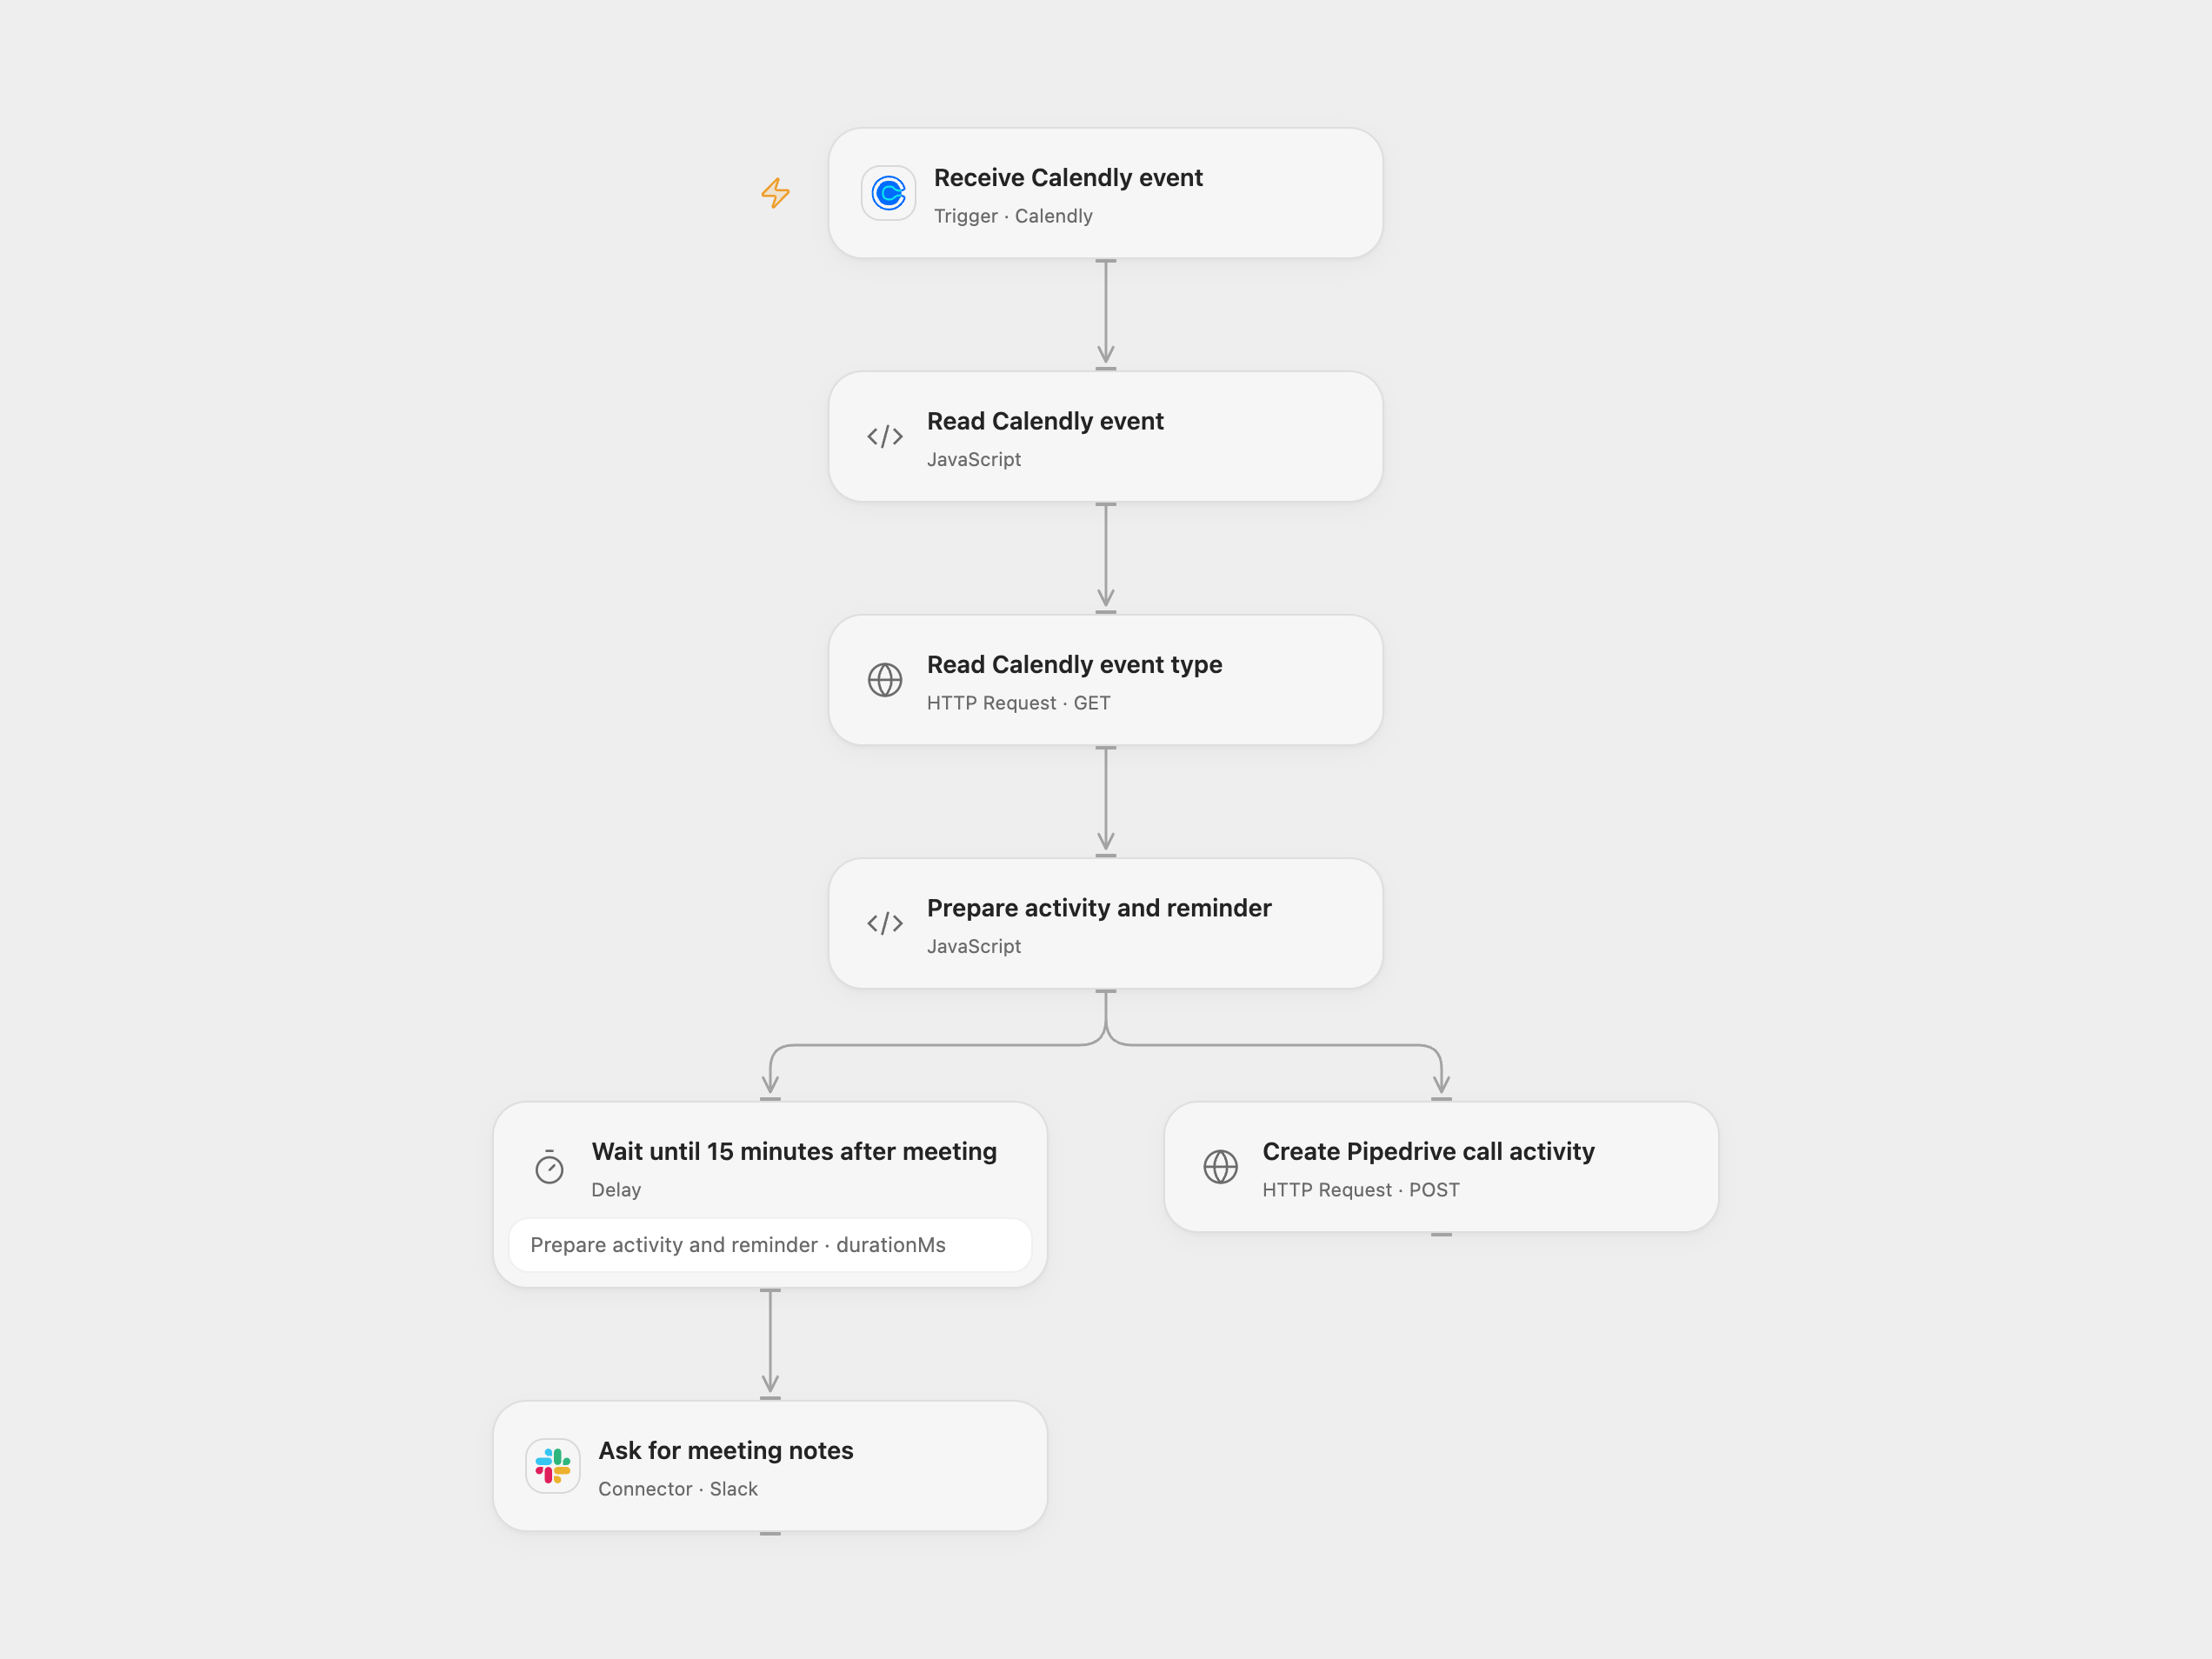 Receive Calendly event
Trigger · Calendly
Read Calendly event
JavaScript
Read Calendly event type
HTTP Request · GET
Prepare activity and reminder
JavaScript
Wait until 15 minutes after meeting
Delay
Prepare activity and reminder · durationMs
Create Pipedrive call activity
HTTP Request · POST
Ask for meeting notes
Connector · Slack